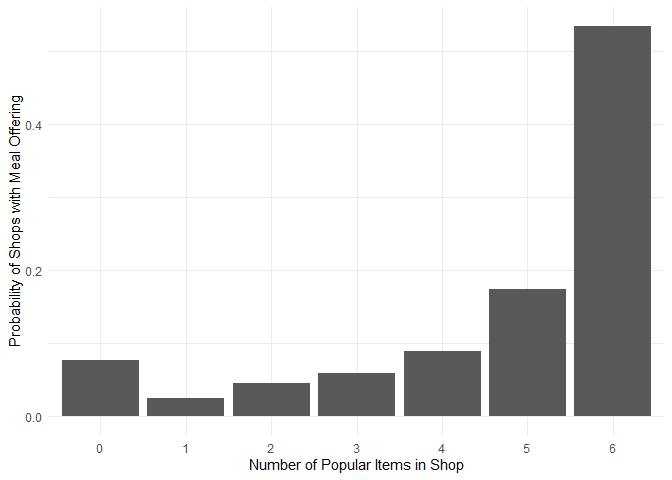 Probability of Shops with Meal Offering
0.4
0.2
0.0
0 1 2 3 4 5 6
Number of Popular Items in Shop